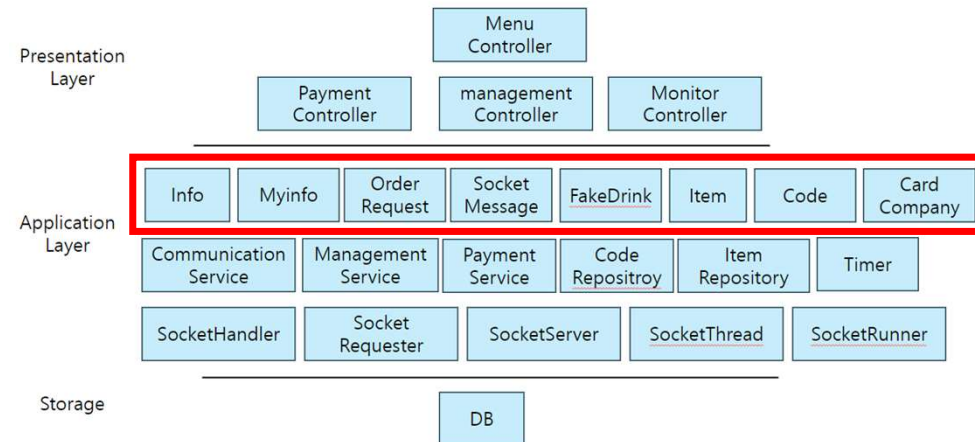 Presentation
Layer
Menu
Controller
Payment
Controller
management
Controller
Monitor
Controller
Application
Layer
Info
Myinfo
Order
Request
Socket
Message
FakeDrink
Item
Code
Card
Company
Communication
Service
Management
Service
Payment
Service
Code
Repositroy
Item
Repository
Timer
SocketHandler
Socket
Requester
SocketServer
SocketThread
SocketRunner
Storage
DB